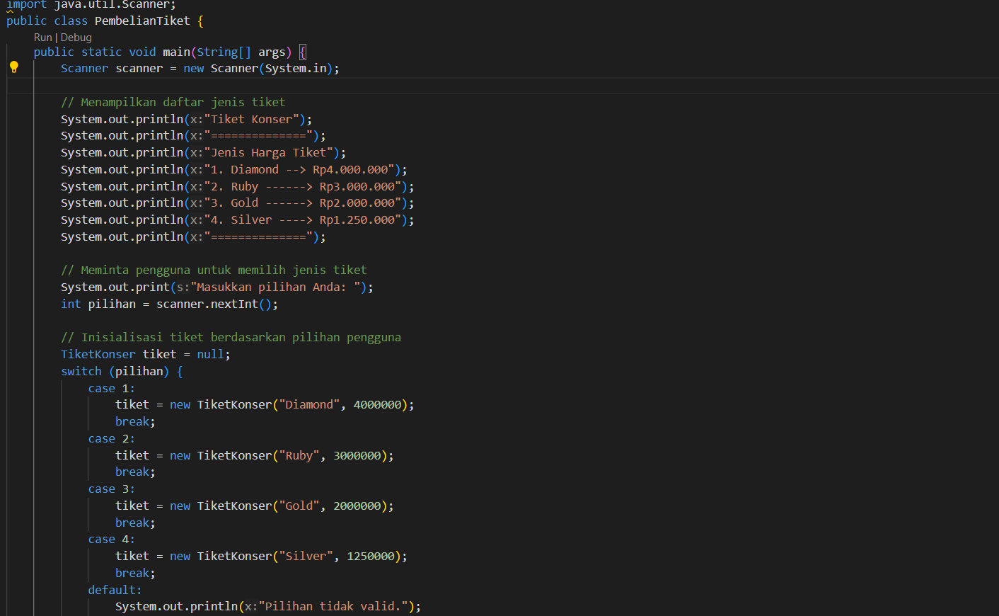 import java.util.Scanner;
public class PembelianTiket {
Run | Debug
public static void main(String[] args) {
Scanner scanner = new Scanner(System.in);
// Menampilkan daftar jenis tiket
System.out.println(x:"Tiket Konser");
System.out.println(x:"==============");
System.out.println(x:"Jenis Harga Tiket");
System.out.println(x:"1. Diamond --> Rp4.000.000");
System.out.println(x:"2. Ruby ------> Rp3.000.000");
System.out.println(x:"3. Gold ------> Rp2.000.000");
System.out.println(x:"4. Silver ----> Rp1.250.000");
System.out.println(x:"==============");
// Meminta pengguna untuk memilih jenis tiket
System.out.print(s:"Masukkan pilihan Anda: ");
int pilihan = scanner.nextInt();
// Inisialisasi tiket berdasarkan pilihan pengguna
TiketKonser tiket = null;
switch (pilihan) {
case 1:
tiket = new TiketKonser("Diamond", 4000000);
break;
case 2:
tiket = new TiketKonser("Ruby", 3000000);
break;
case 3:
tiket = new TiketKonser("Gold", 2000000);
break;
case 4:
tiket = new TiketKonser("Silver", 1250000);
break;
default:
System.out.println(x:"Pilihan tidak valid.");